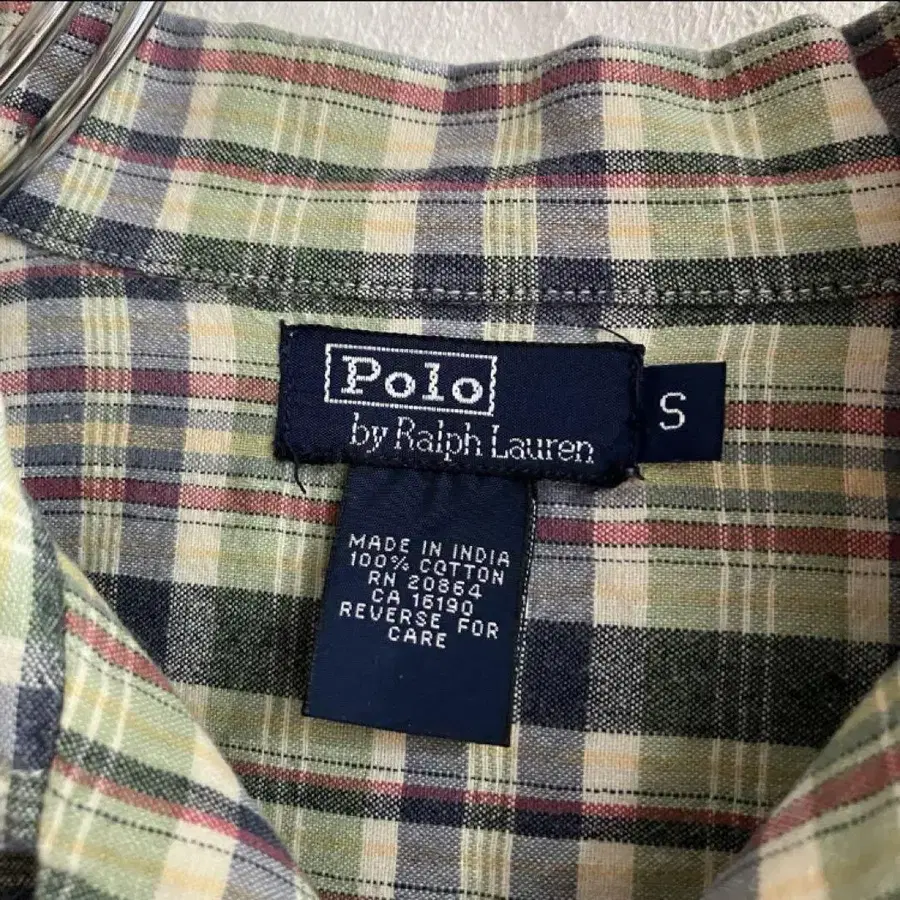 Polo
by Ralph Lauren
S
MADE IN INDIA
100% COTTON
RN 20864
CA 16190
REVERSE FOR
CARE